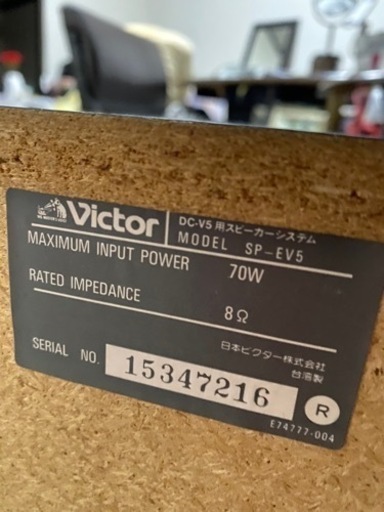 Victor
DC-V5用スピーカーシステム
MODEL SP-EV5
MAXIMUM INPUT POWER 70W
RATED IMPEDANCE 8Ω
日本ビクター株式会社
台湾製
SERIAL NO. 15347216
R
E74777-004